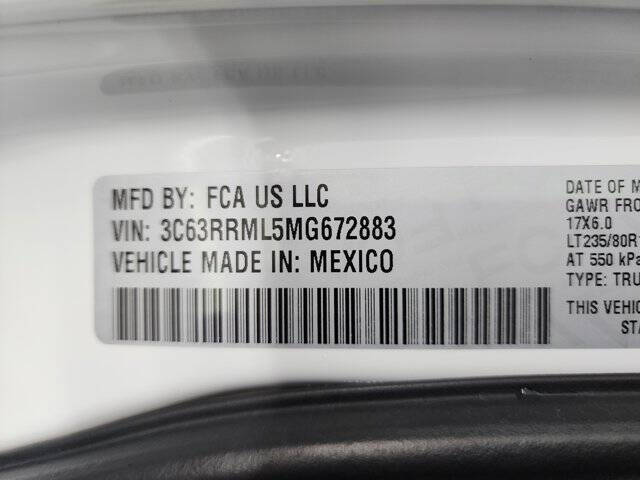 MFD BY: FCA US LLC
VIN: 3C63RRML5MG672883
VEHICLE MADE IN: MEXICO
DATE OF M
GAWR FRO
17X6.0
LT235/80R1
AT 550 kPa
TYPE: TRU
THIS VEHIC
STA